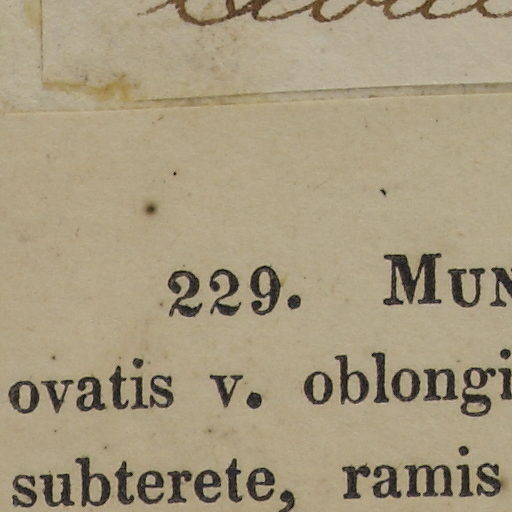 229. MUN
ovatis v. oblongi
subterete, ramis